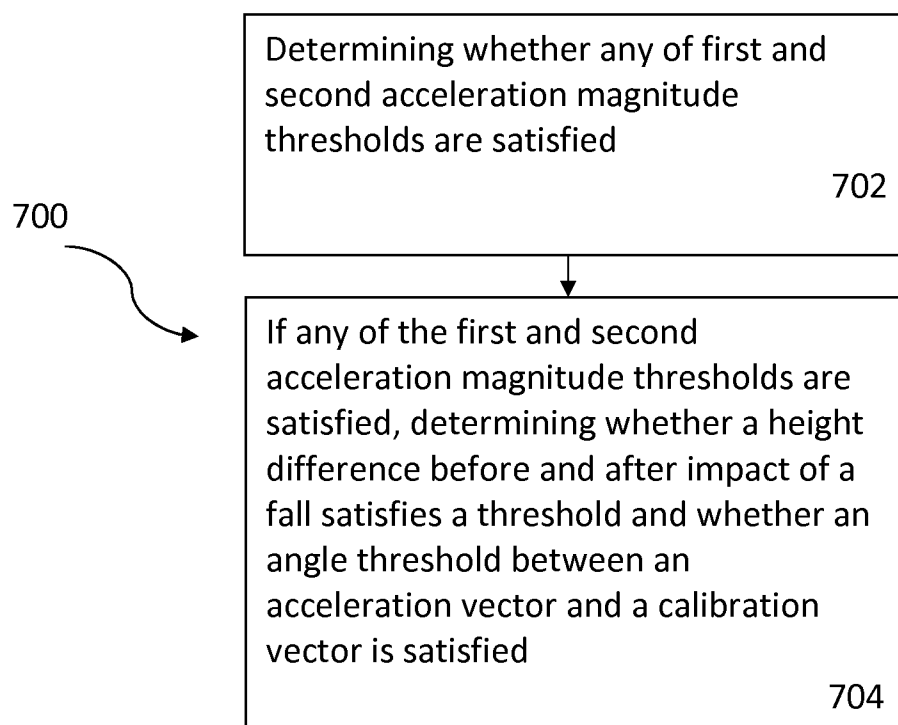 Determining whether any of first and
second acceleration magnitude
thresholds are satisfied
702
700
If any of the first and second
acceleration magnitude thresholds are
satisfied, determining whether a height
difference before and after impact of a
fall satisfies a threshold and whether an
angle threshold between an
acceleration vector and a calibration
vector is satisfied
704